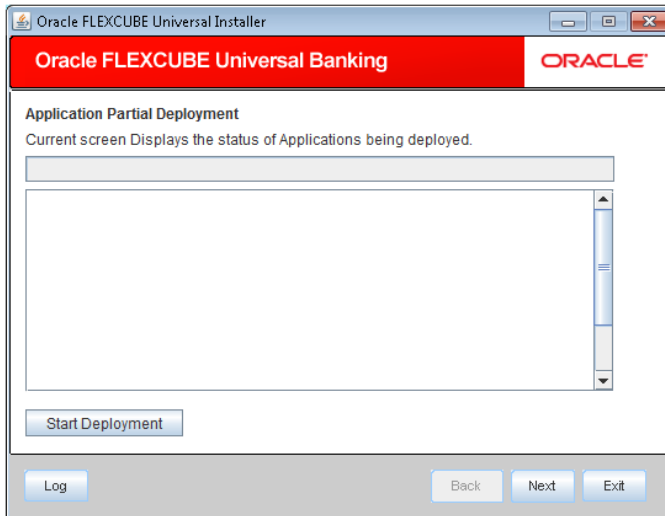 Oracle FLEXCUBE Universal Installer
Oracle FLEXCUBE Universal Banking
ORACLE
Application Partial Deployment
Current screen Displays the status of Applications being deployed.
Start Deployment
Log
Back
Next
Exit